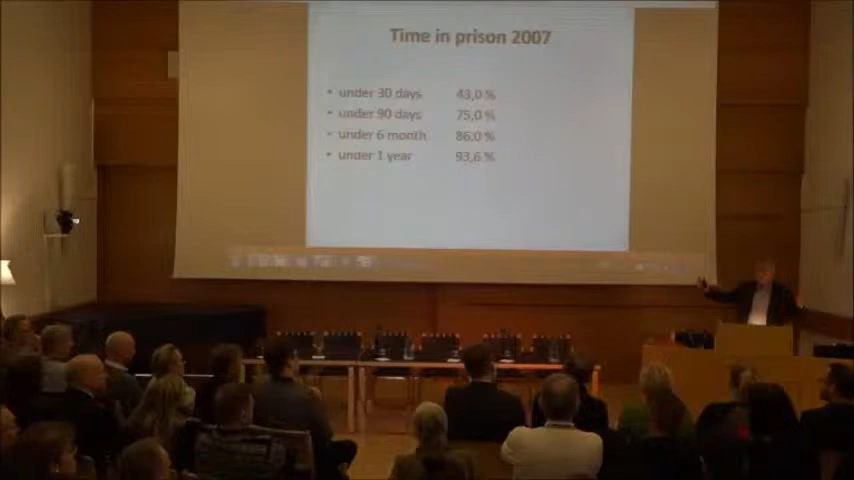 Time in prison 2007
• under 30 days 43,0 %
• under 90 days 75,0 %
• under 6 month 86,0 %
• under 1 year 93,6 %